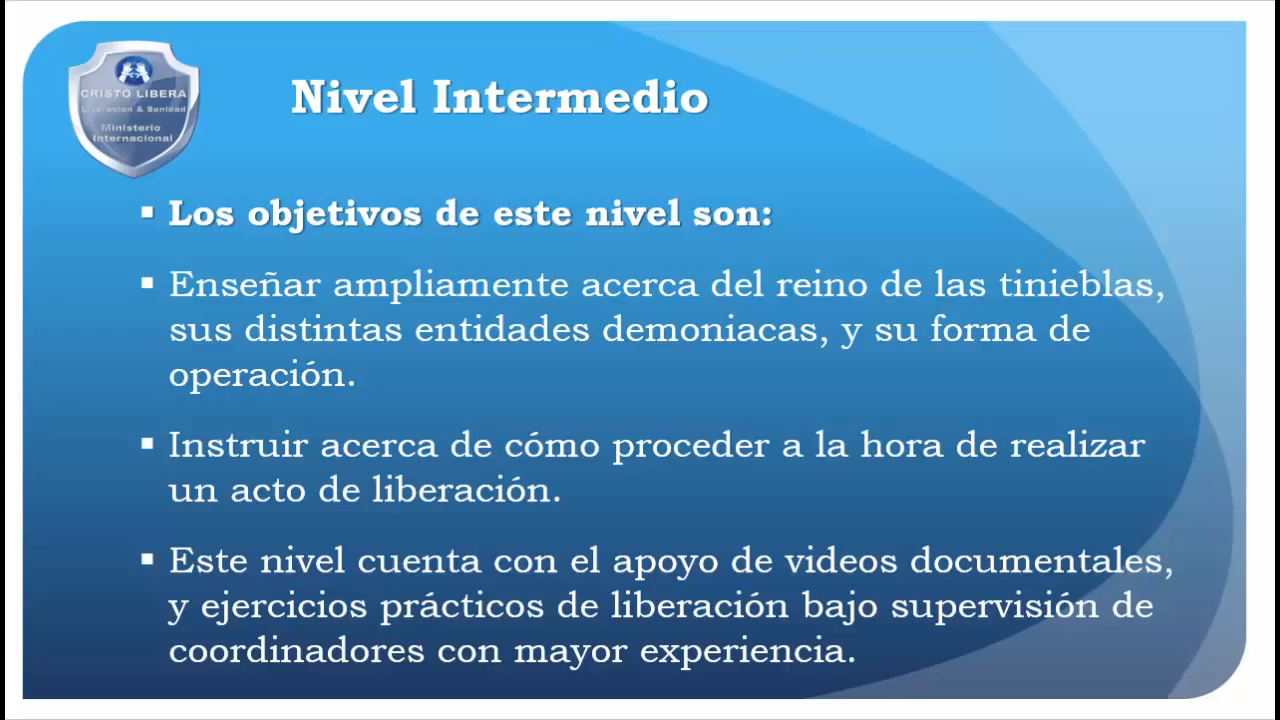 CRISTO LIBERA
Liberación & Sanidad
Ministerio
Internacional
Nivel Intermedio
Los objetivos de este nivel son:
Enseñar ampliamente acerca del reino de las tinieblas,
sus distintas entidades demoniacas, y su forma de
operación.
Instruir acerca de cómo proceder a la hora de realizar
un acto de liberación.
Este nivel cuenta con el apoyo de videos documentales,
y ejercicios prácticos de liberación bajo supervisión de
coordinadores con mayor experiencia.